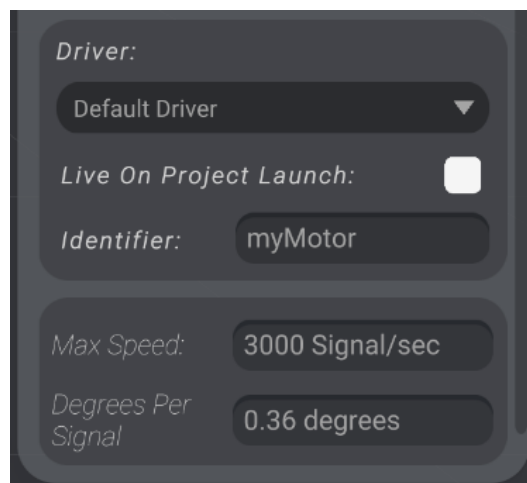 Driver:
Default Driver
Live On Project Launch:
Identifier:
myMotor
Max Speed:
3000 Signal/sec
Degrees Per
Signal
0.36 degrees